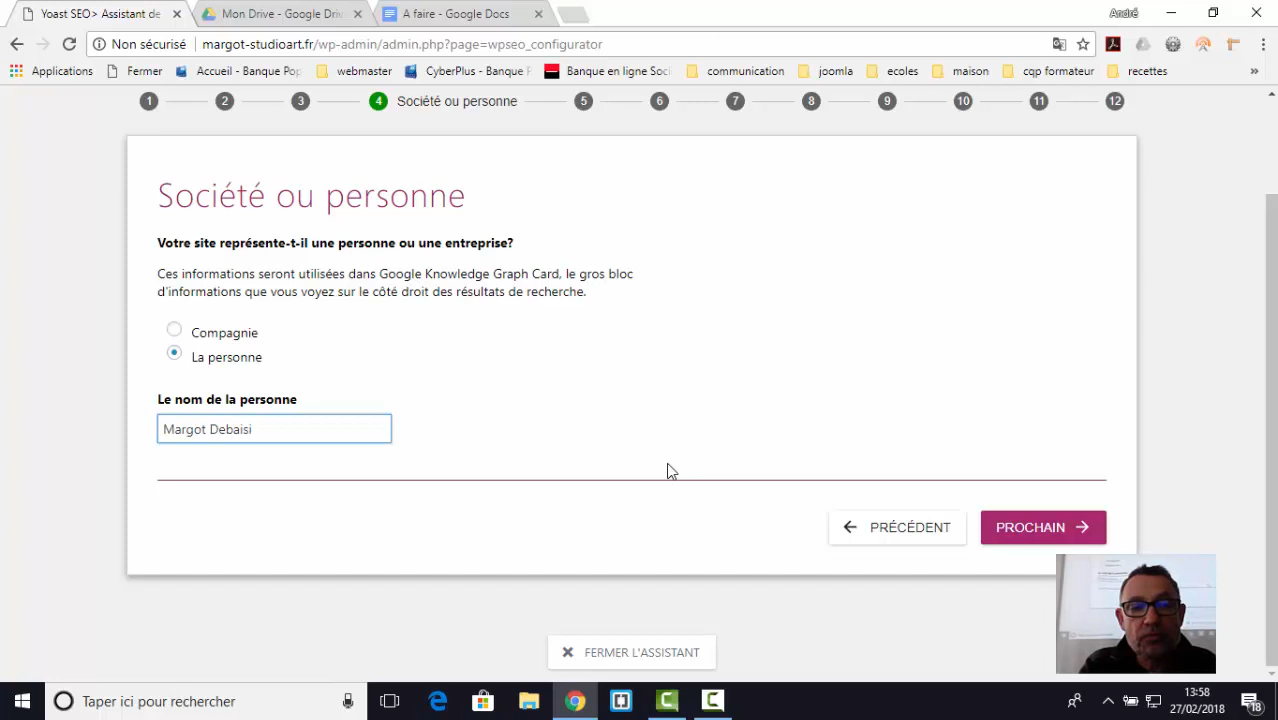 Yoast SEO > Assistant de
Mon Drive - Google Driv
A faire - Google Docs
André
Non sécurisé
margot-studioart.fr/wp-admin/admin.php?page=wpseo_configurator
Applications
Fermer
Accueil - Banque Pop
webmaster
CyberPlus - Banque P
Banque en ligne Soci
communication
joomla
ecoles
maison
cqp formateur
recettes
»
1
2
3
4
Société ou personne
5
6
7
8
9
10
11
12
Société ou personne
Votre site représente-t-il une personne ou une entreprise?
Ces informations seront utilisées dans Google Knowledge Graph Card, le gros bloc
d'informations que vous voyez sur le côté droit des résultats de recherche.
Compagnie
La personne
Le nom de la personne
Margot Debaisi
PRÉCÉDENT
PROCHAIN
FERMER L'ASSISTANT
Taper ici pour rechercher
13:58
27/02/2018
18